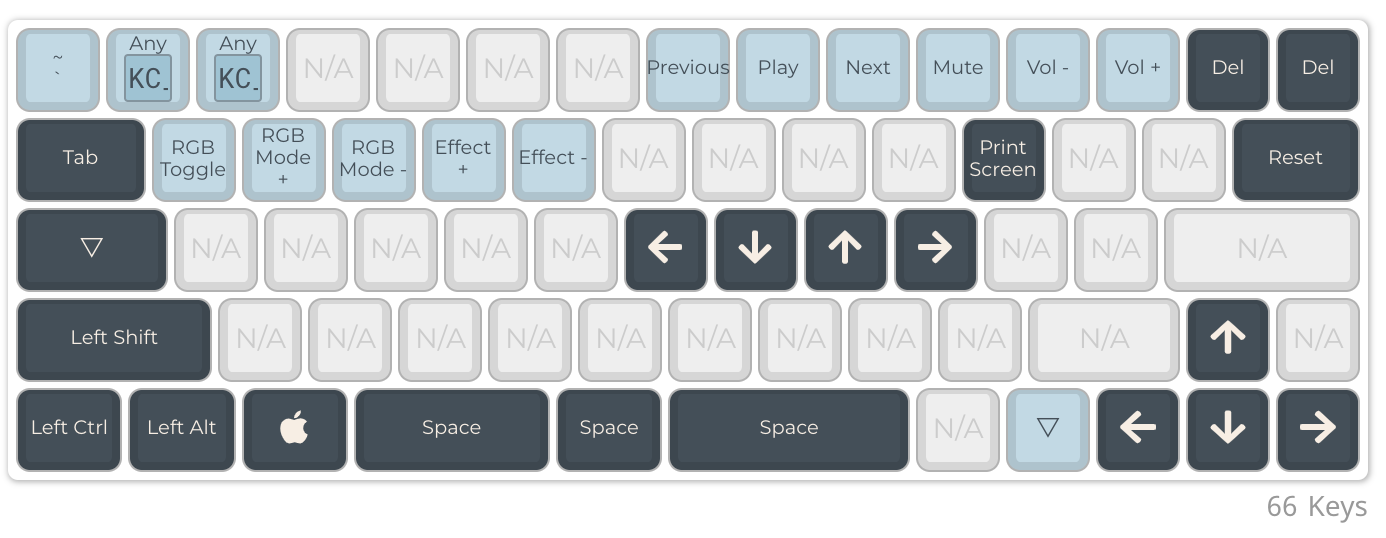 ~
`
Any
KC_
Any
KC_
N/A
N/A
N/A
N/A
Previous
Play
Next
Mute
Vol -
Vol +
Del
Del
Tab
RGB
Toggle
RGB
Mode
+
RGB
Mode -
Effect
+
Effect -
N/A
N/A
N/A
N/A
Print
Screen
N/A
N/A
Reset
▽
N/A
N/A
N/A
N/A
N/A
←
↓
↑
→
N/A
N/A
N/A
Left Shift
N/A
N/A
N/A
N/A
N/A
N/A
N/A
N/A
N/A
N/A
↑
N/A
Left Ctrl
Left Alt
Space
Space
Space
N/A
▽
←
↓
→
66 Keys